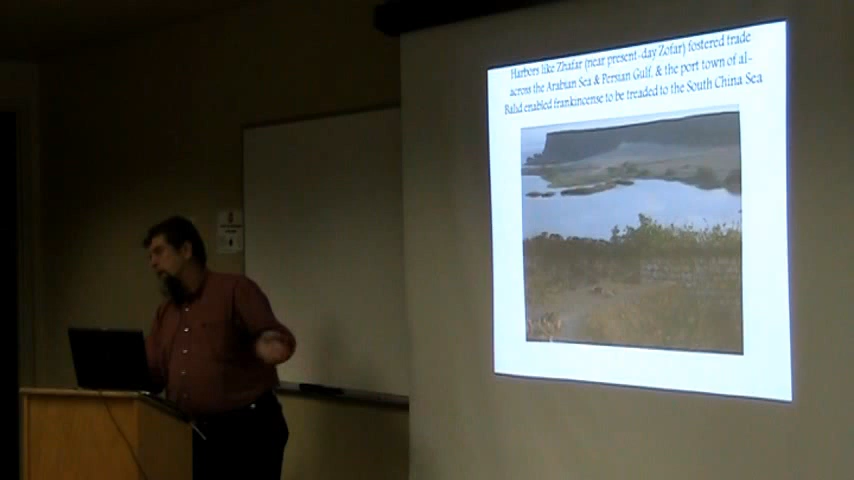 Harbors like Zhafar (near present-day Zofar) fostered trade
across the Arabian Sea & Persian Gulf, & the port town of al-
Balid enabled frankincense to be treaded to the South China Sea